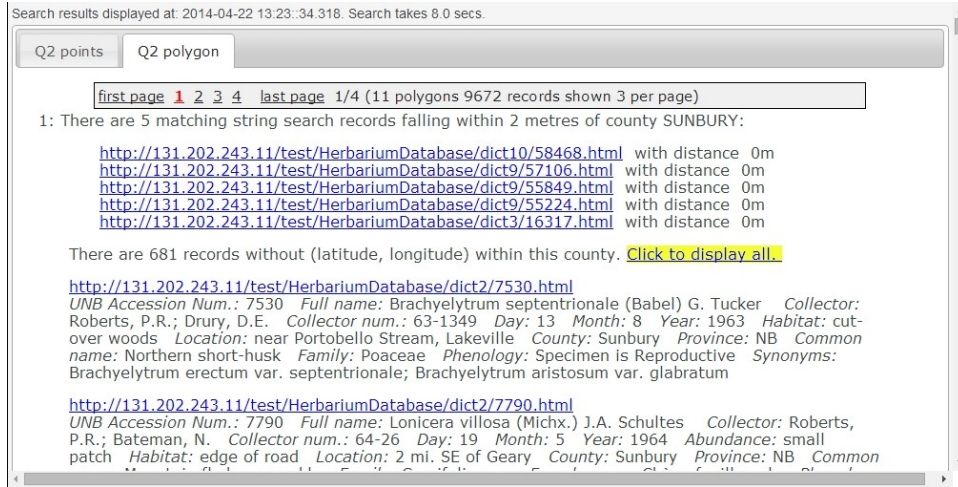 Search results displayed at: 2014-04-22 13:23::34.318. Search takes 8.0 secs.
Q2 points Q2 polygon
first page 1 2 3 4 last page 1/4 (11 polygons 9672 records shown 3 per page)
1: There are 5 matching string search records falling within 2 metres of county SUNBURY:
http://131.202.243.11/test/HerbariumDatabase/dict10/58468.html with distance 0m
http://131.202.243.11/test/HerbariumDatabase/dict9/57106.html with distance 0m
http://131.202.243.11/test/HerbariumDatabase/dict9/55849.html with distance 0m
http://131.202.243.11/test/HerbariumDatabase/dict9/55224.html with distance 0m
http://131.202.243.11/test/HerbariumDatabase/dict3/16317.html with distance 0m
There are 681 records without (latitude, longitude) within this county. Click to display all.
http://131.202.243.11/test/HerbariumDatabase/dict2/7530.html
UNB Accession Num.: 7530 Full name: Brachyelytrum septentrionale (Babel) G. Tucker Collector:
Roberts, P.R.; Drury, D.E. Collector num.: 63-1349 Day: 13 Month: 8 Year: 1963 Habitat: cut-
over woods Location: near Portobello Stream, Lakeville County: Sunbury Province: NB Common
name: Northern short-husk Family: Poaceae Phenology: Specimen is Reproductive Synonyms:
Brachyelytrum erectum var. septentrionale; Brachyelytrum aristosum var. glabratum
http://131.202.243.11/test/HerbariumDatabase/dict2/7790.html
UNB Accession Num.: 7790 Full name: Lonicera villosa (Michx.) J.A. Schultes Collector: Roberts,
P.R.; Bateman, N. Collector num.: 64-26 Day: 19 Month: 5 Year: 1964 Abundance: small
patch Habitat: edge of road Location: 2 mi. SE of Geary County: Sunbury Province: NB Common